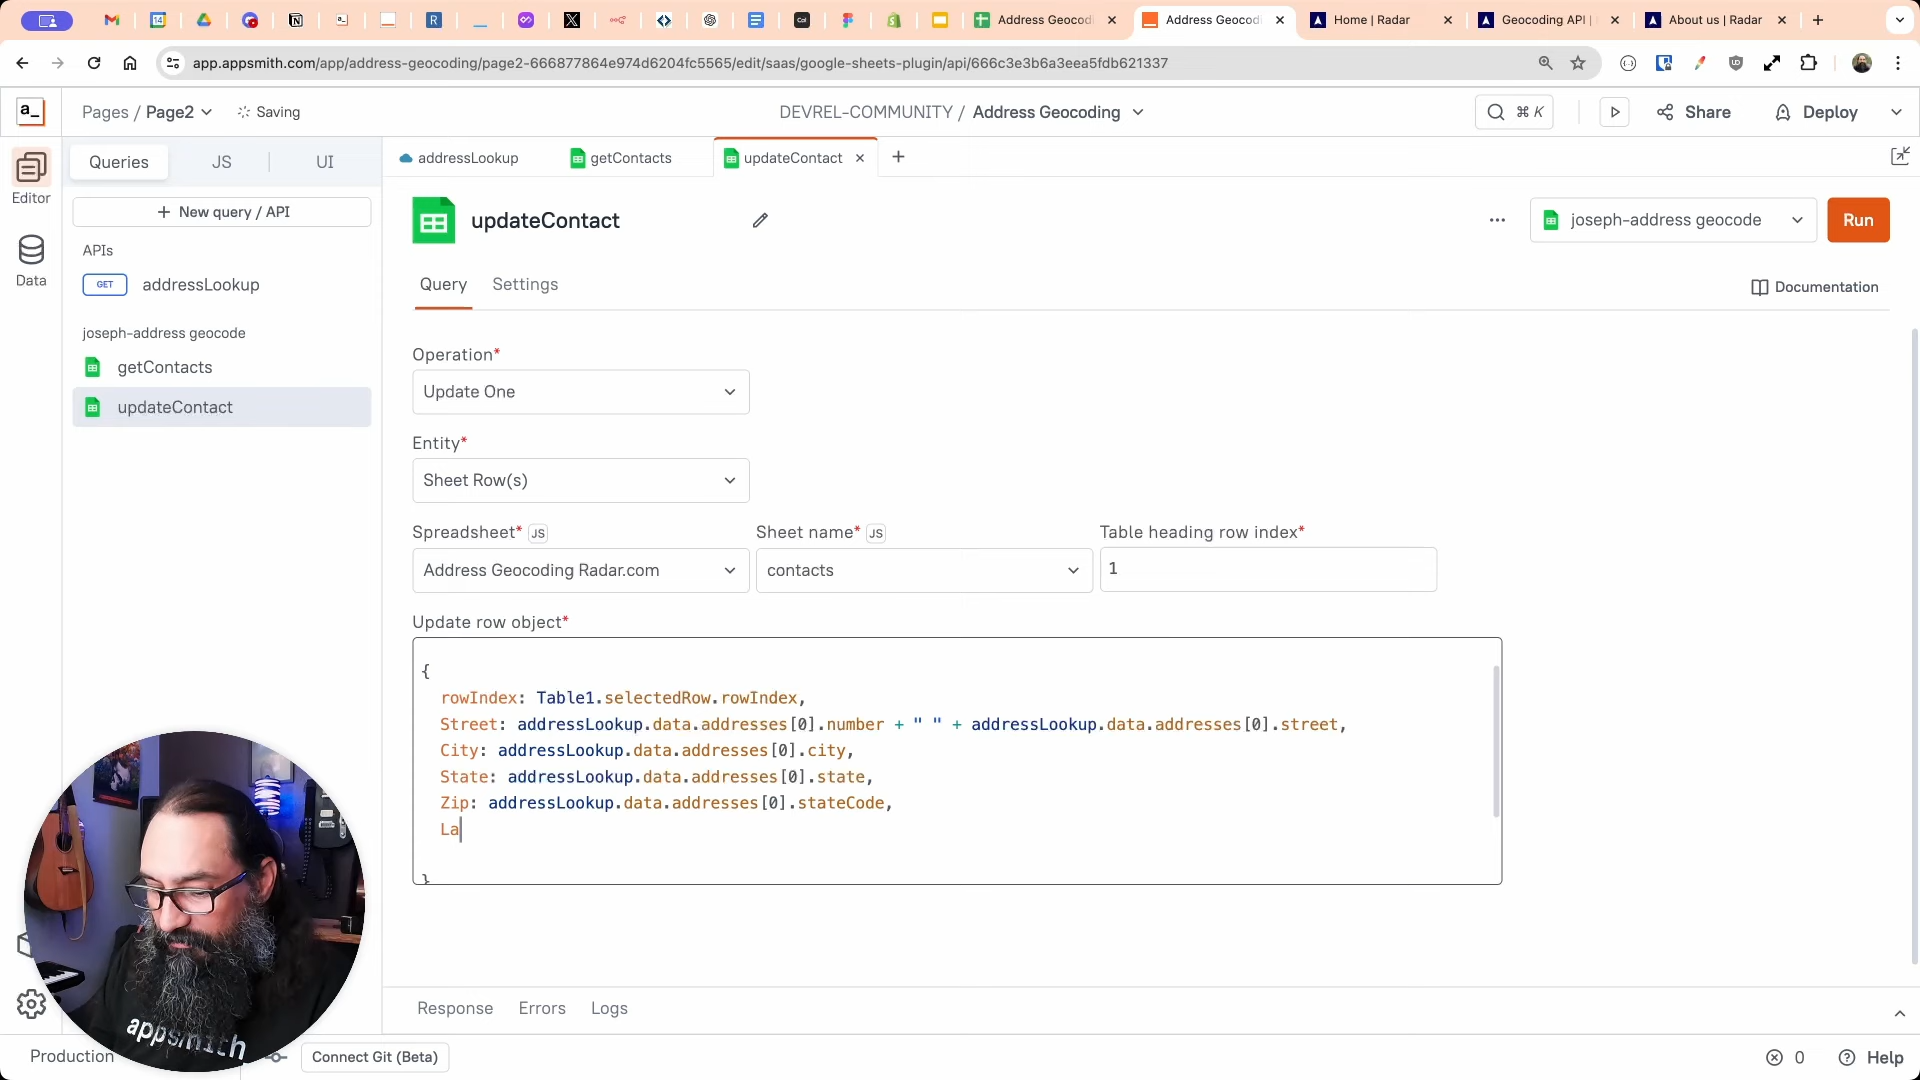 Address Geocodi
Address Geocodi
Home | Radar
Geocoding API |
About us | Radar
app.appsmith.com/app/address-geocoding/page2-666877864e974d6204fc5565/edit/saas/google-sheets-plugin/api/666c3e3b6a3eea5fdb621337
a_
Pages / Page2
Saving
DEVREL-COMMUNITY / Address Geocoding
⌘ K
Share
Deploy
Editor
Data
Queries
JS
UI
addressLookup
getContacts
updateContact
+ New query / API
APIs
GET addressLookup
joseph-address geocode
getContacts
updateContact
updateContact
joseph-address geocode
Run
Query
Settings
Documentation
Operation*
Update One
Entity*
Sheet Row(s)
Spreadsheet* JS
Sheet name* JS
Table heading row index*
Address Geocoding Radar.com
contacts
1
Update row object*
{
rowIndex: Table1.selectedRow.rowIndex,
Street: addressLookup.data.addresses[0].number + " " + addressLookup.data.addresses[0].street,
City: addressLookup.data.addresses[0].city,
State: addressLookup.data.addresses[0].state,
Zip: addressLookup.data.addresses[0].stateCode,
La
}
appsmith
Response
Errors
Logs
Production
Connect Git (Beta)
0
Help